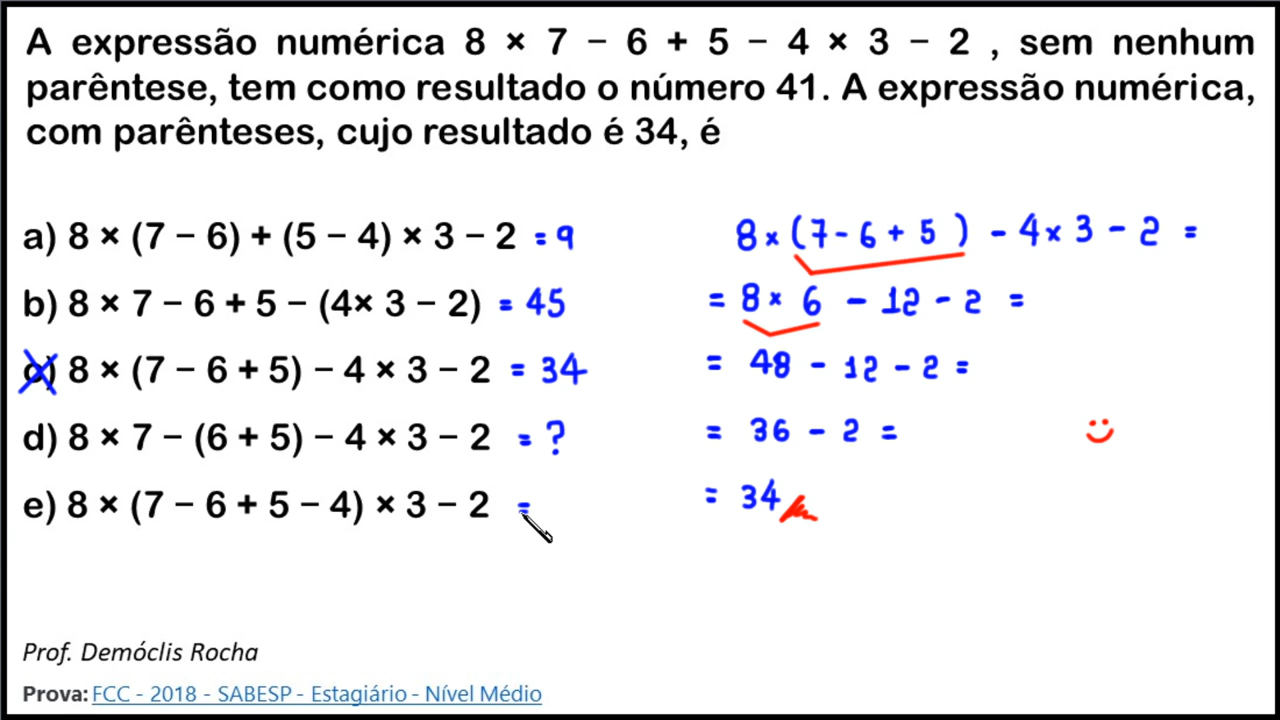 A expressão numérica 8 × 7 – 6 + 5 – 4 × 3 – 2 , sem nenhum
parêntese, tem como resultado o número 41. A expressão numérica,
com parênteses, cujo resultado é 34, é
a) 8 × (7 – 6) + (5 – 4) × 3 – 2 = 9
b) 8 × 7 – 6 + 5 – (4× 3 – 2) = 45
c) 8 × (7 – 6 + 5) – 4 × 3 – 2 = 34
d) 8 × 7 – (6 + 5) – 4 × 3 – 2 = ?
e) 8 × (7 – 6 + 5 – 4) × 3 – 2 =
8 × (7 - 6 + 5 ) - 4 × 3 - 2 =
= 8 × 6 - 12 - 2 =
= 48 - 12 - 2 =
= 36 - 2 =
= 34
Prof. Demóclis Rocha
Prova: FCC - 2018 - SABESP - Estagiário - Nível Médio